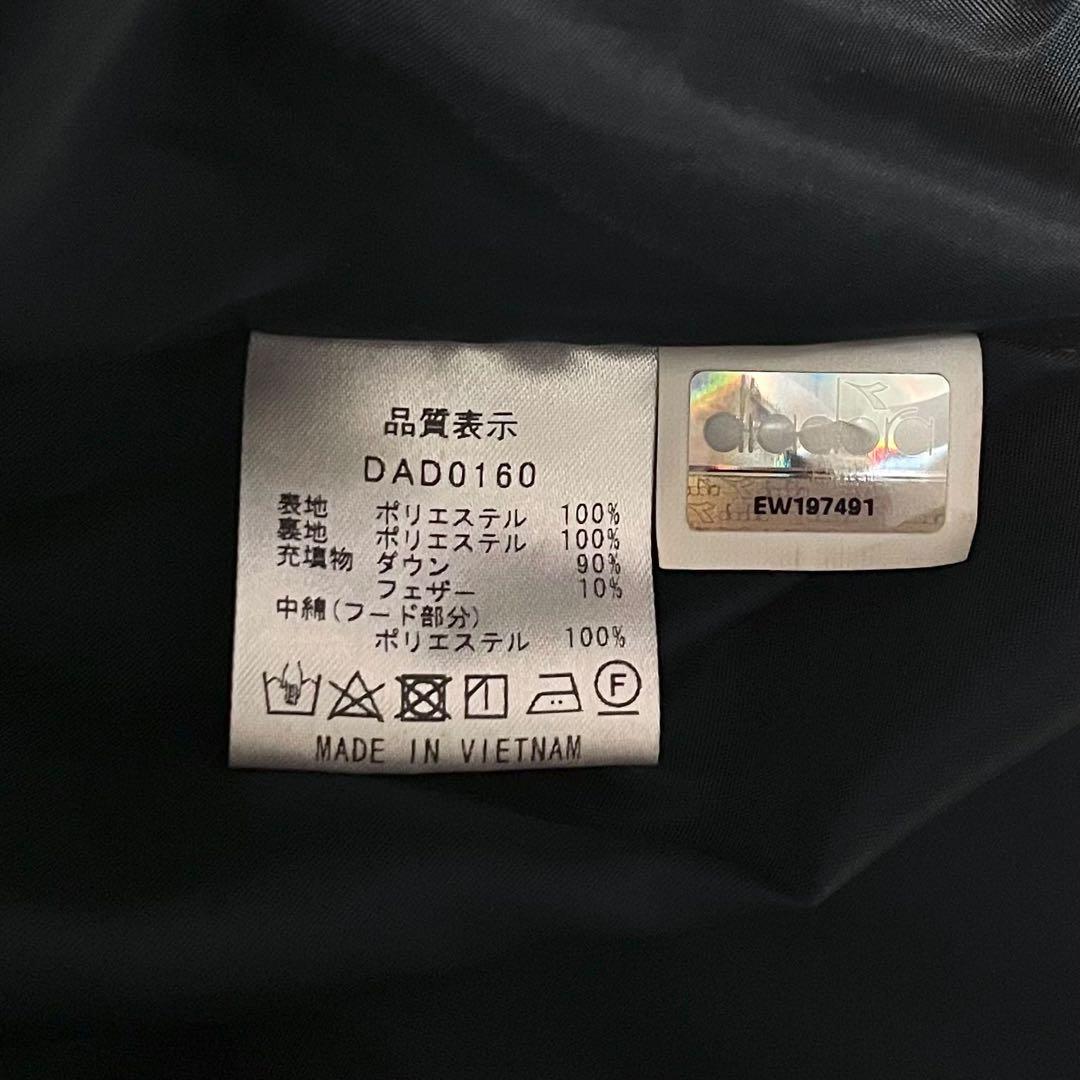 品質表示
DAD0160
表地 ポリエステル 100%
裏地 ポリエステル 100%
充填物 ダウン 90%
フェザー 10%
中綿(フード部分)
ポリエステル 100%
F
MADE IN VIETNAM
diadora
EW197491